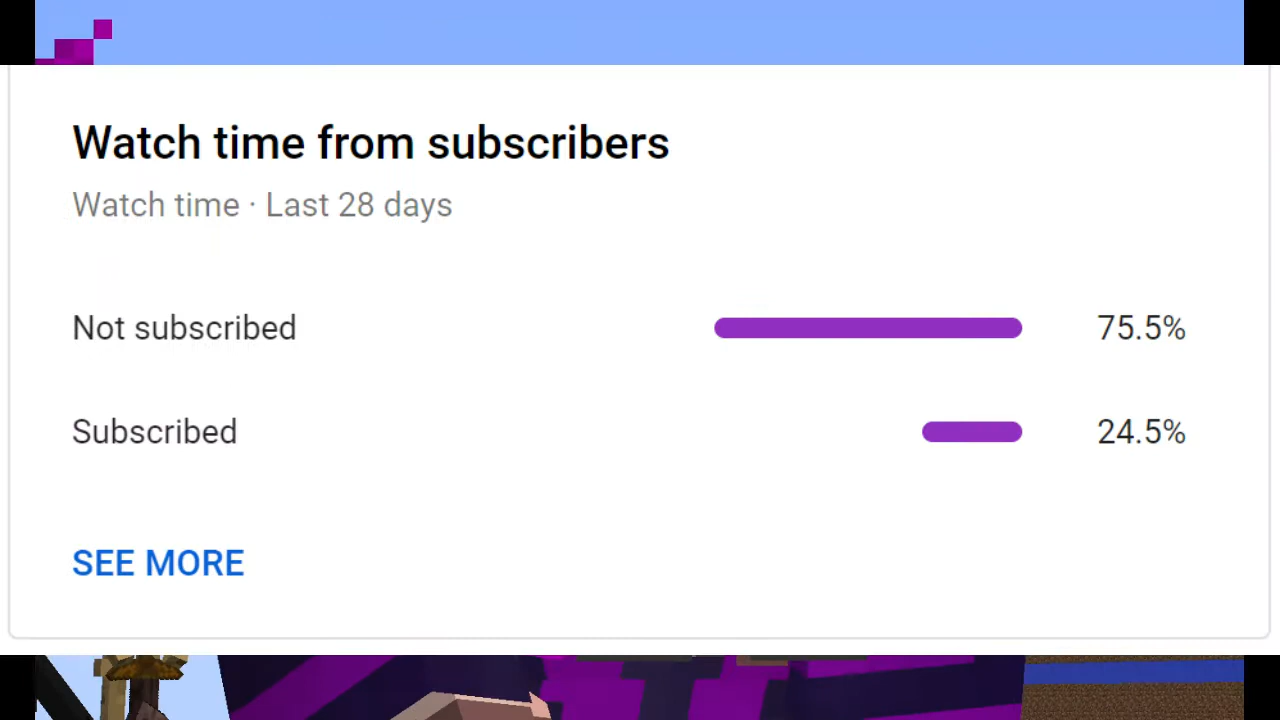 Watch time from subscribers
Watch time · Last 28 days
Not subscribed 75.5%
Subscribed 24.5%
SEE MORE